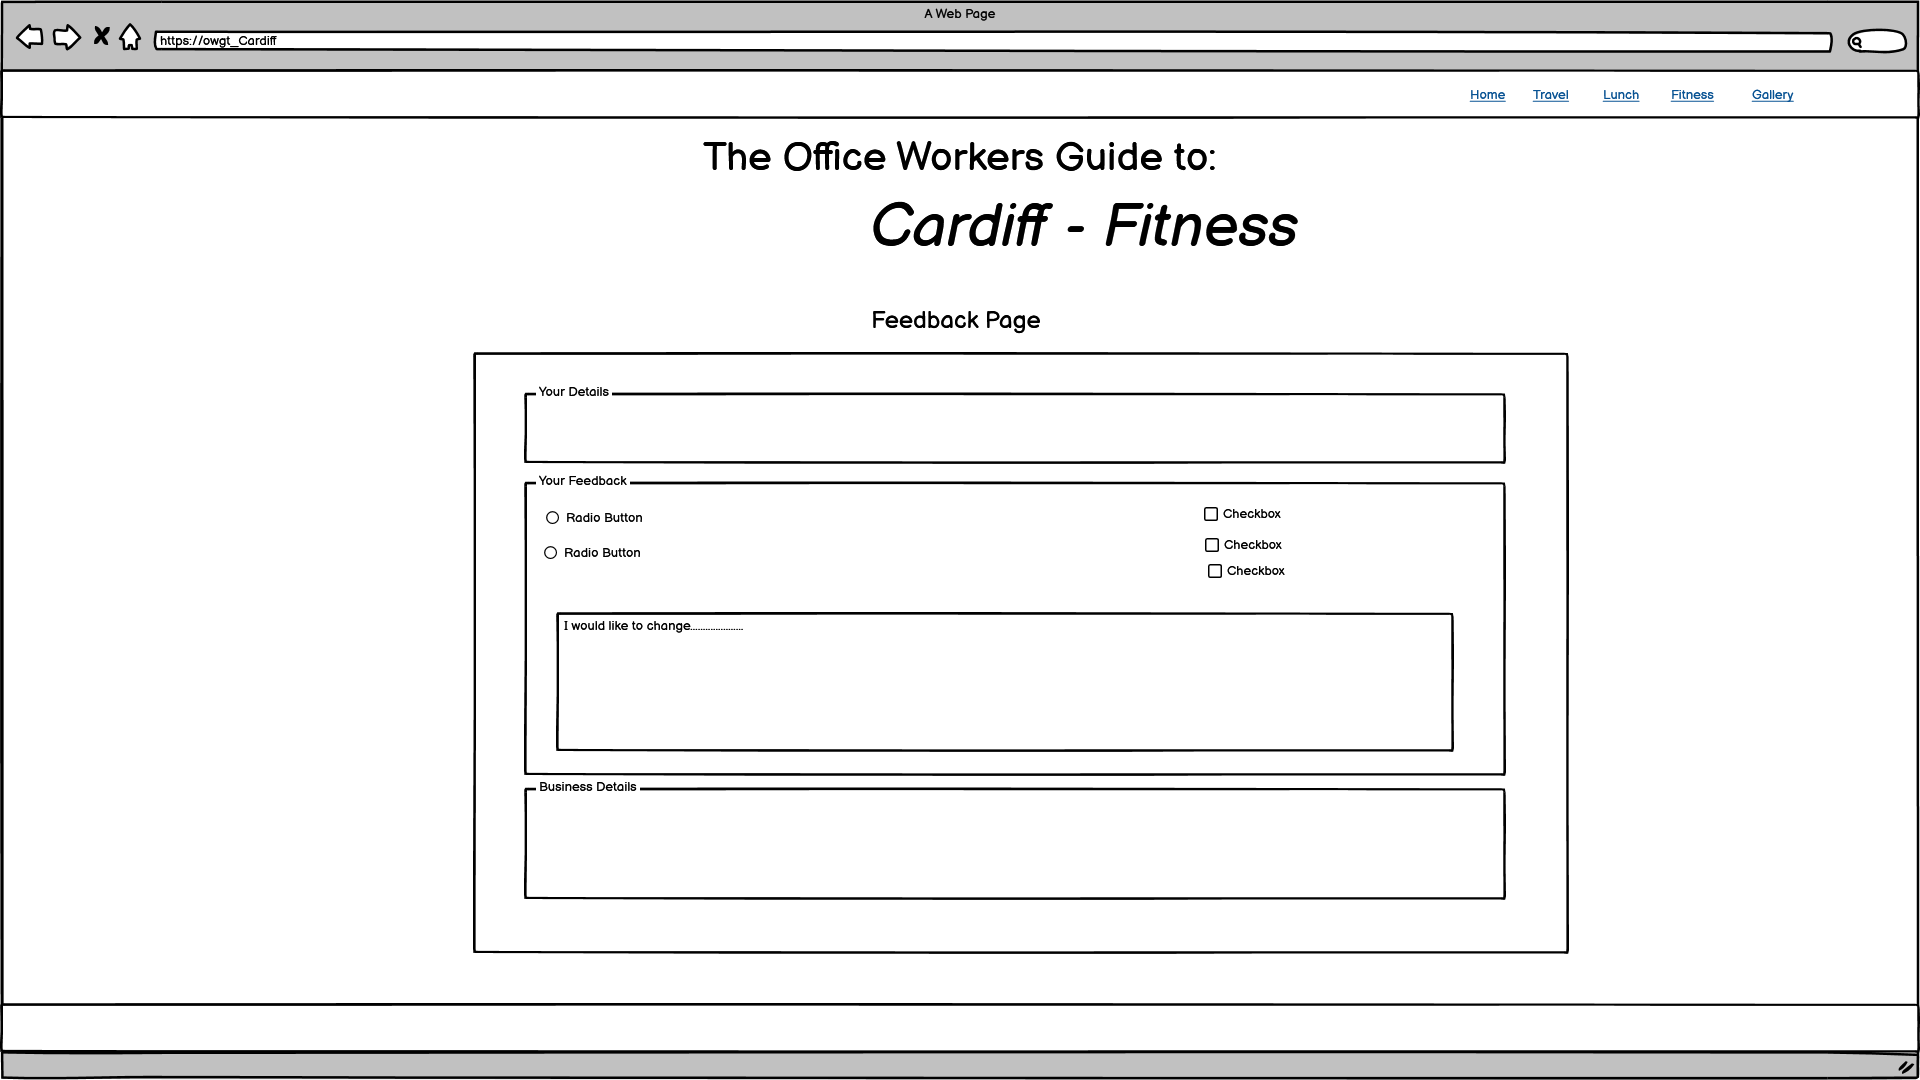 A Web Page
https://owgt_Cardiff
Home Travel Lunch Fitness Gallery
The Office Workers Guide to:
Cardiff - Fitness
Feedback Page
Your Details
Your Feedback
Radio Button
Checkbox
Radio Button
Checkbox
Checkbox
I would like to change.....................
Business Details